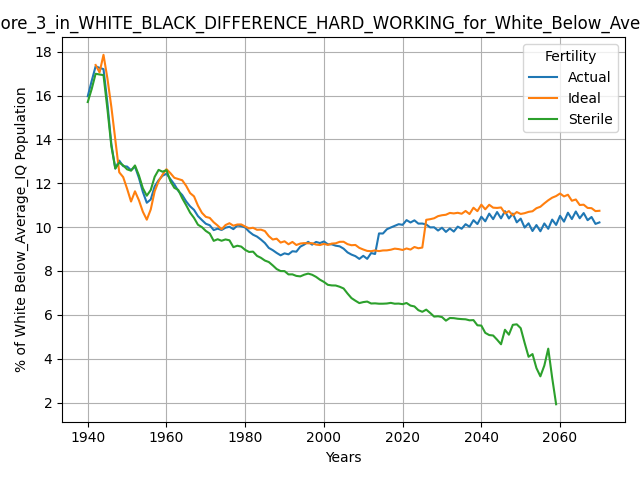 ore_3_in_WHITE_BLACK_DIFFERENCE_HARD_WORKING_for_White_Below_Ave
Fertility
Actual
Ideal
Sterile
% of White Below_Average_IQ Population
18
16
14
12
10
8
6
4
2
1940 1960 1980 2000 2020 2040 2060
Years